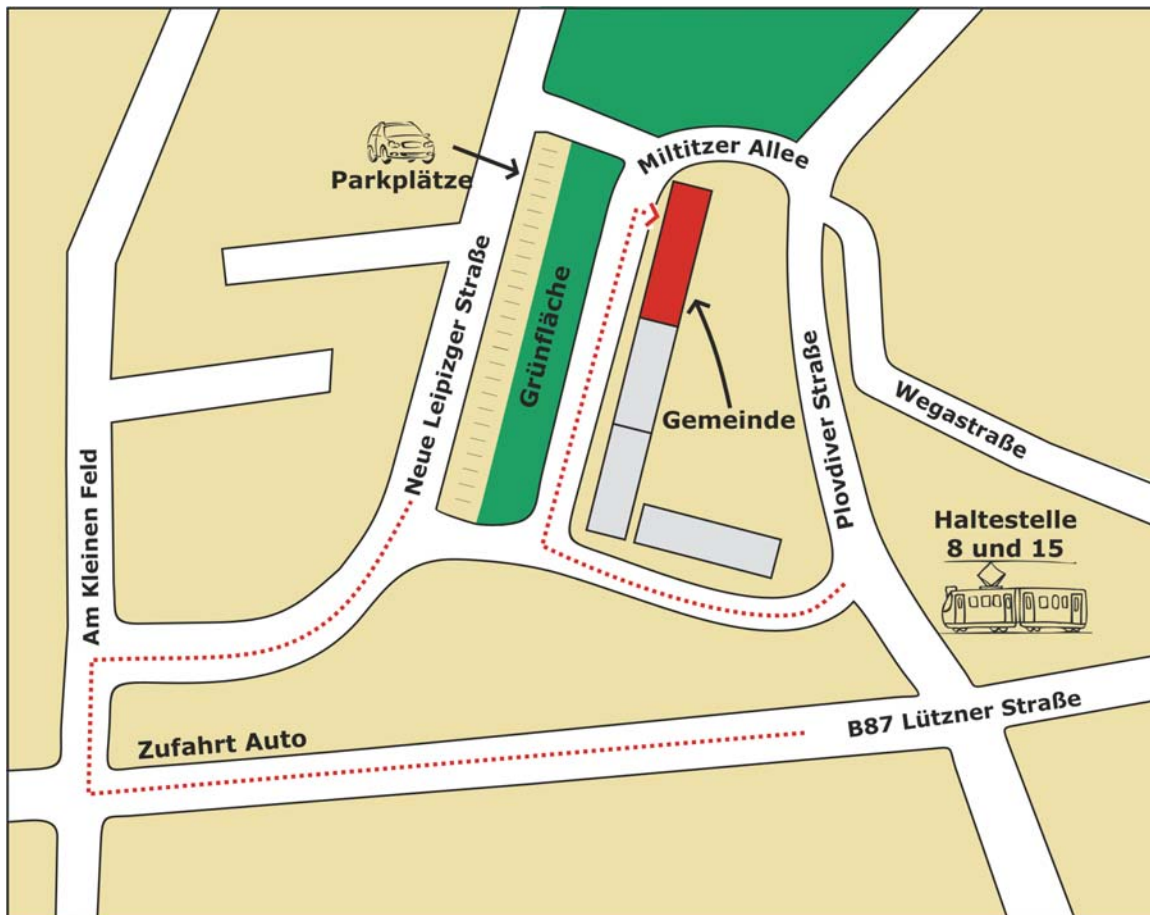 Miltitzer Allee
Parkplätze
Neue Leipizger Straße
Grünfläche
Gemeinde
Plovdiver Straße
Wegastraße
Haltestelle
8 und 15
Am Kleinen Feld
Zufahrt Auto
B87 Lützner Straße